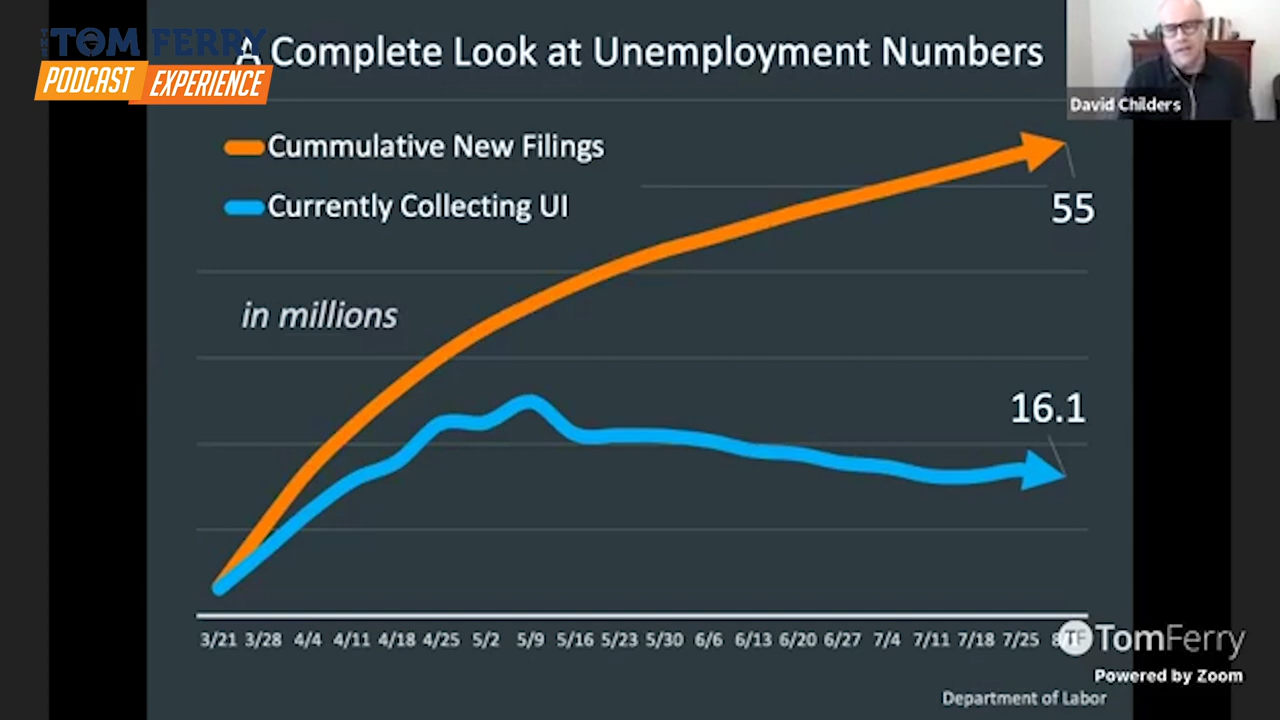 THE TOM FERRY
PODCAST EXPERIENCE
A Complete Look at Unemployment Numbers
David Childers
Cummulative New Filings
Currently Collecting UI
55
in millions
16.1
3/21 3/28 4/4 4/11 4/18 4/25 5/2 5/9 5/16 5/23 5/30 6/6 6/13 6/20 6/27 7/4 7/11 7/18 7/25
TF TomFerry
Powered by Zoom
Department of Labor